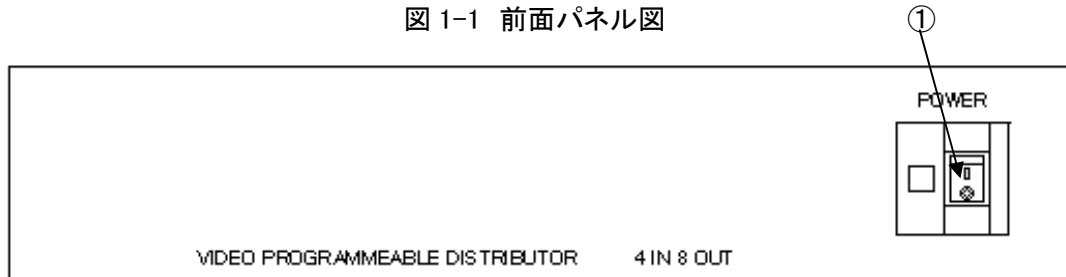 図 1-1 前面パネル図
①
POWER
VIDEO PROGRAMMEABLE DISTRIBUTOR 4 IN 8 OUT